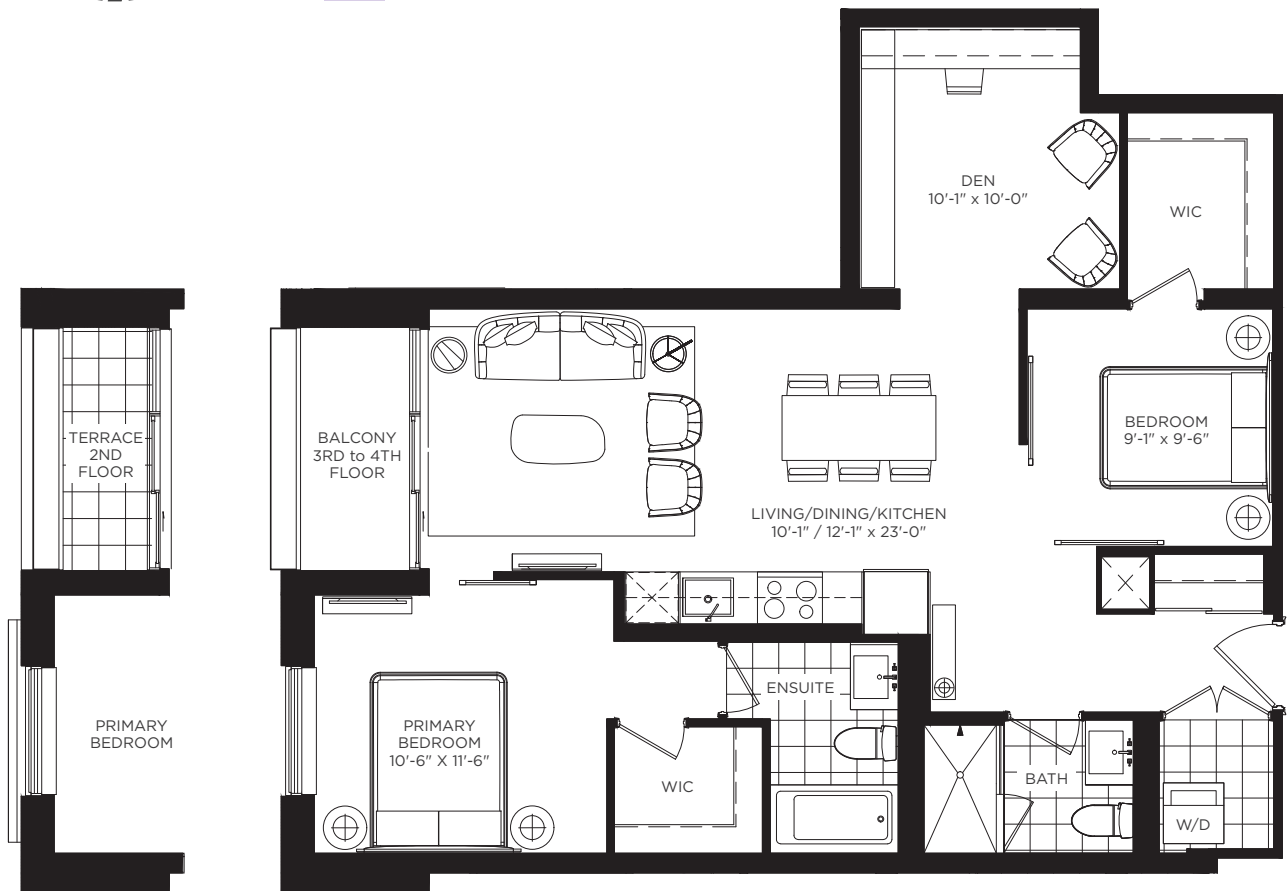 DEN
10'-1" x 10'-0"
WIC
TERRACE
2ND
FLOOR
BALCONY
3RD to 4TH
FLOOR
BEDROOM
9'-1" x 9'-6"
LIVING/DINING/KITCHEN
10'-1" / 12'-1" x 23'-0"
PRIMARY
BEDROOM
PRIMARY
BEDROOM
10'-6" X 11'-6"
ENSUITE
WIC
BATH
W/D